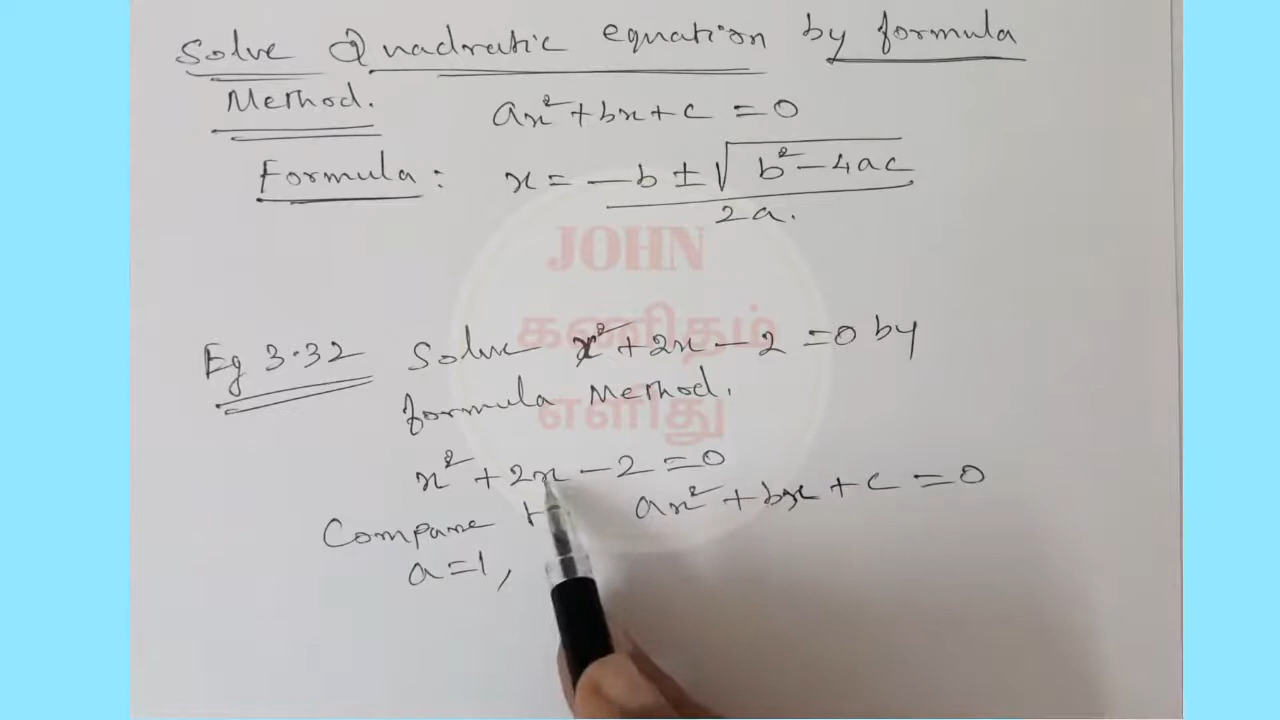 Solve Quadratic equation by formula
Method.
ax²+bx+c = 0
Formula: x = −b ± √b²−4ac
2a.
JOHN
கணிதம்
எளிது
Eg 3.32 Solve x²+2x−2=0 by
formula Method.
x²+2x−2=0
Compare ax²+bx+c=0
a=1,